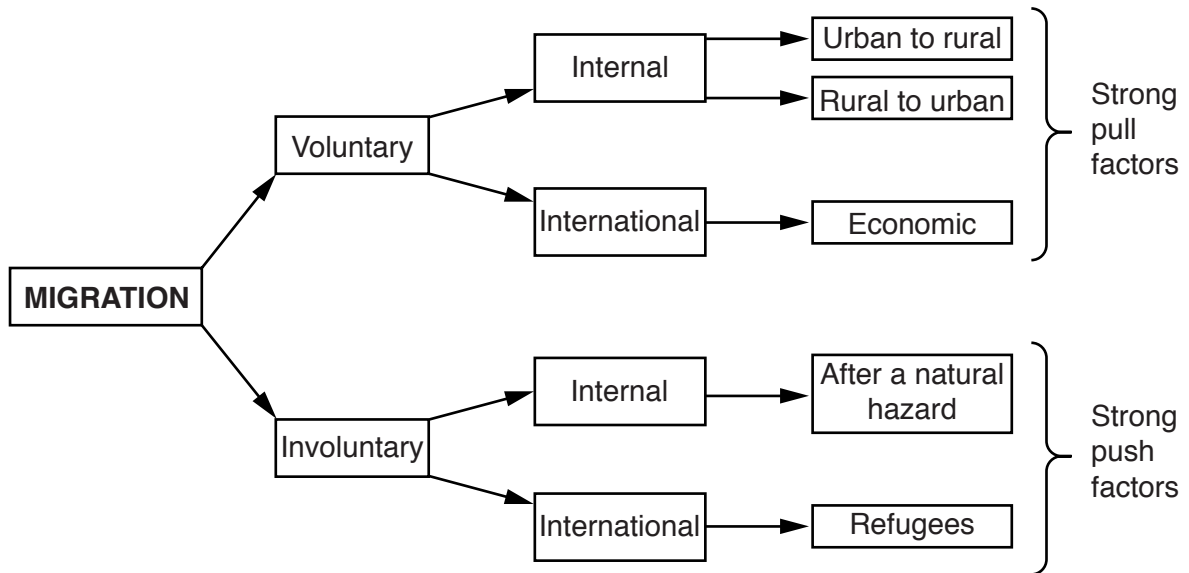 MIGRATION
Voluntary
Internal
Urban to rural
Rural to urban
International
Economic
Strong
pull
factors
Involuntary
Internal
After a natural
hazard
International
Refugees
Strong
push
factors